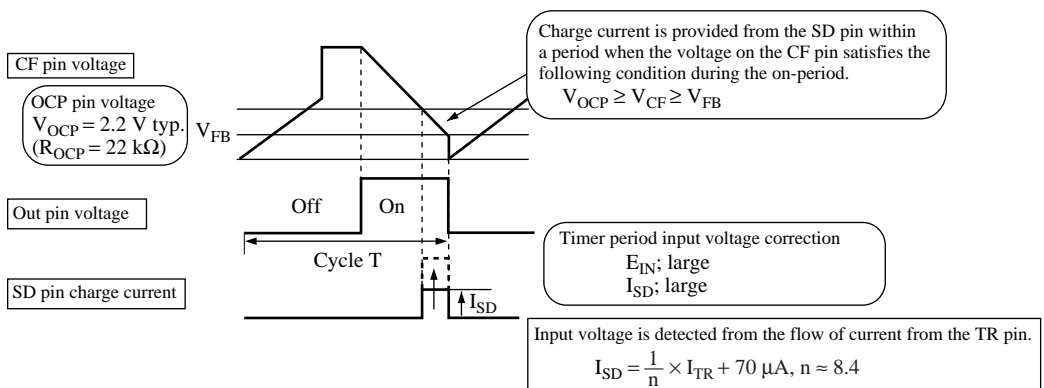 Charge current is provided from the SD pin within
a period when the voltage on the CF pin satisfies the
following condition during the on-period.
V_OCP ≥ V_CF ≥ V_FB
CF pin voltage
OCP pin voltage
V_OCP = 2.2 V typ.
(R_OCP = 22 kΩ)
V_FB
Out pin voltage
Off
On
Cycle T
Timer period input voltage correction
E_IN; large
I_SD; large
SD pin charge current
I_SD
Input voltage is detected from the flow of current from the TR pin.
I_SD = 1/n × I_TR + 70 µA, n ≈ 8.4